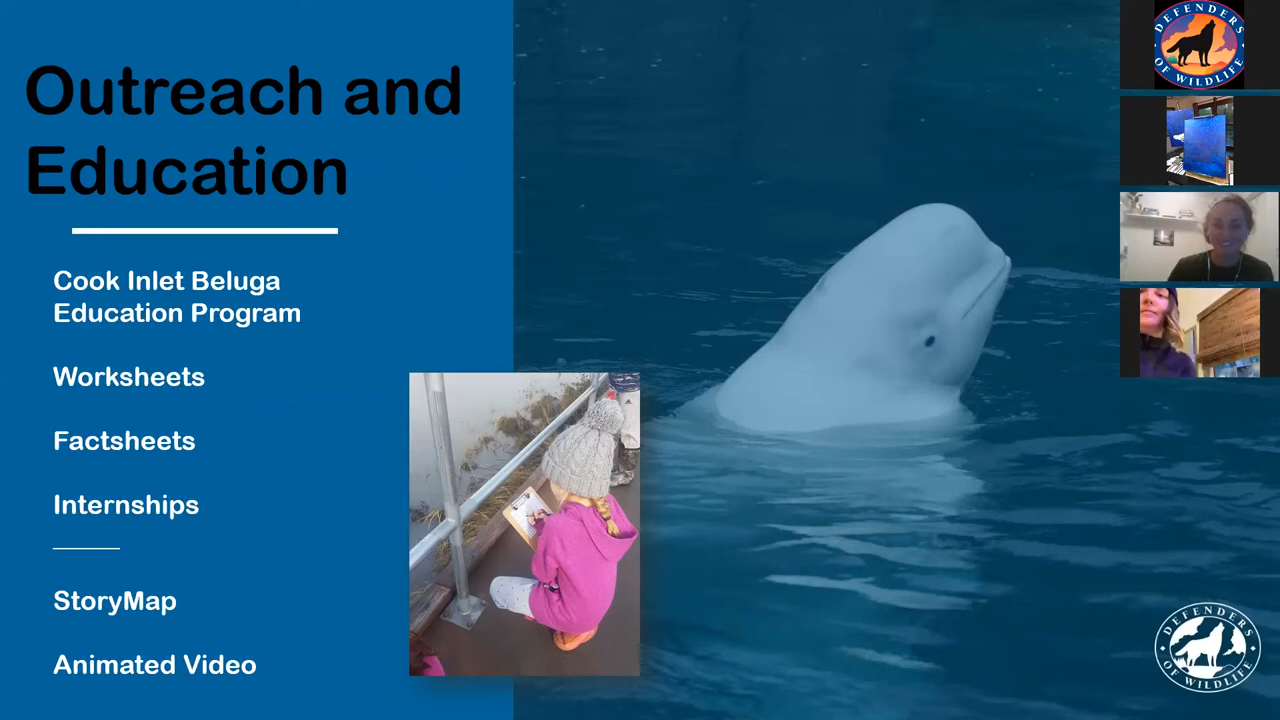 Outreach and
Education
Cook Inlet Beluga
Education Program
Worksheets
Factsheets
Internships
StoryMap
Animated Video
DEFENDERS
OF WILDLIFE
DEFENDERS
OF WILDLIFE